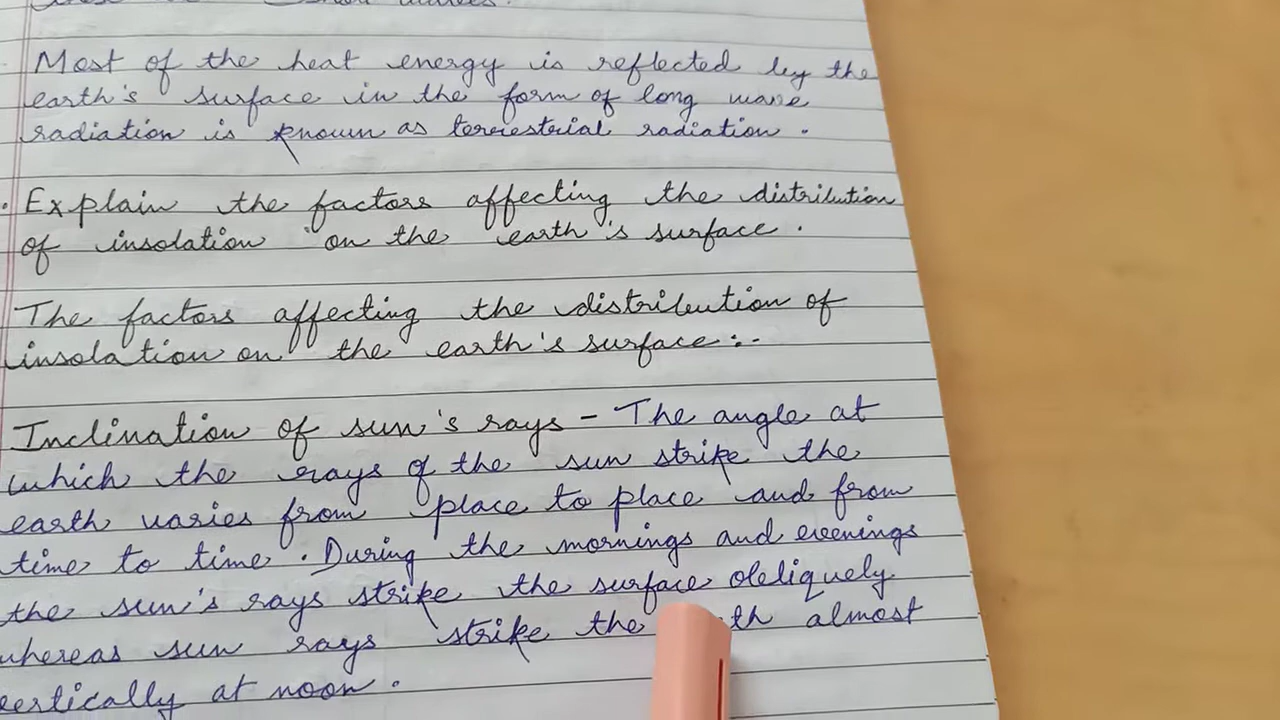 Most of the heat energy is reflected by the
earth's surface in the form of long wave
radiation is known as terrestrial radiation.
Explain the factors affecting the distribution
of insolation on the earth's surface.
The factors affecting the distribution of
insolation on the earth's surface:-
Inclination of sun's rays - The angle at
which the rays of the sun strike the
earth varies from place to place and from
time to time. During the mornings and evenings
the sun's rays strike the surface obliquely
whereas sun rays strike the th almost
vertically at noon.